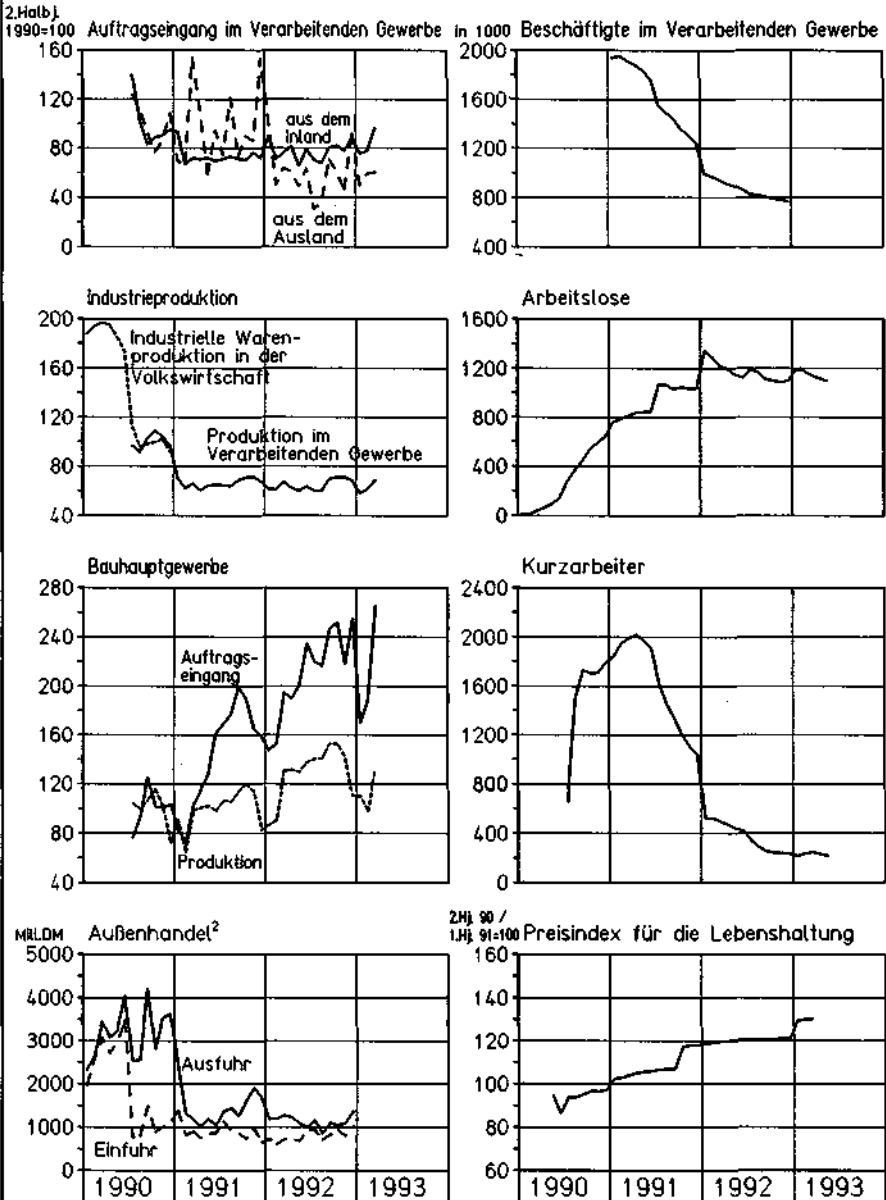 2.Halbj.
1990=100 Auftragseingang im Verarbeitenden Gewerbe
160
120
80
40
0
aus dem
Inland
aus dem
Ausland
in 1000 Beschäftigte im Verarbeitenden Gewerbe
2000
1600
1200
800
400
Industrieproduktion
200
160
120
80
40
Industrielle Waren-
produktion in der
Volkswirtschaft
Produktion im
Verarbeitenden Gewerbe
Arbeitslose
1600
1200
800
400
0
Bauhauptgewerbe
280
240
200
160
120
80
40
Auftrags-
eingang
Produktion
Kurzarbeiter
2400
2000
1600
1200
800
400
0
Mill.DM Außenhandel²
5000
4000
3000
2000
1000
0
Ausfuhr
Einfuhr
1990 1991 1992 1993
2.Hj. 90 /
1.Hj. 91=100 Preisindex für die Lebenshaltung
160
140
120
100
80
60
1990 1991 1992 1993